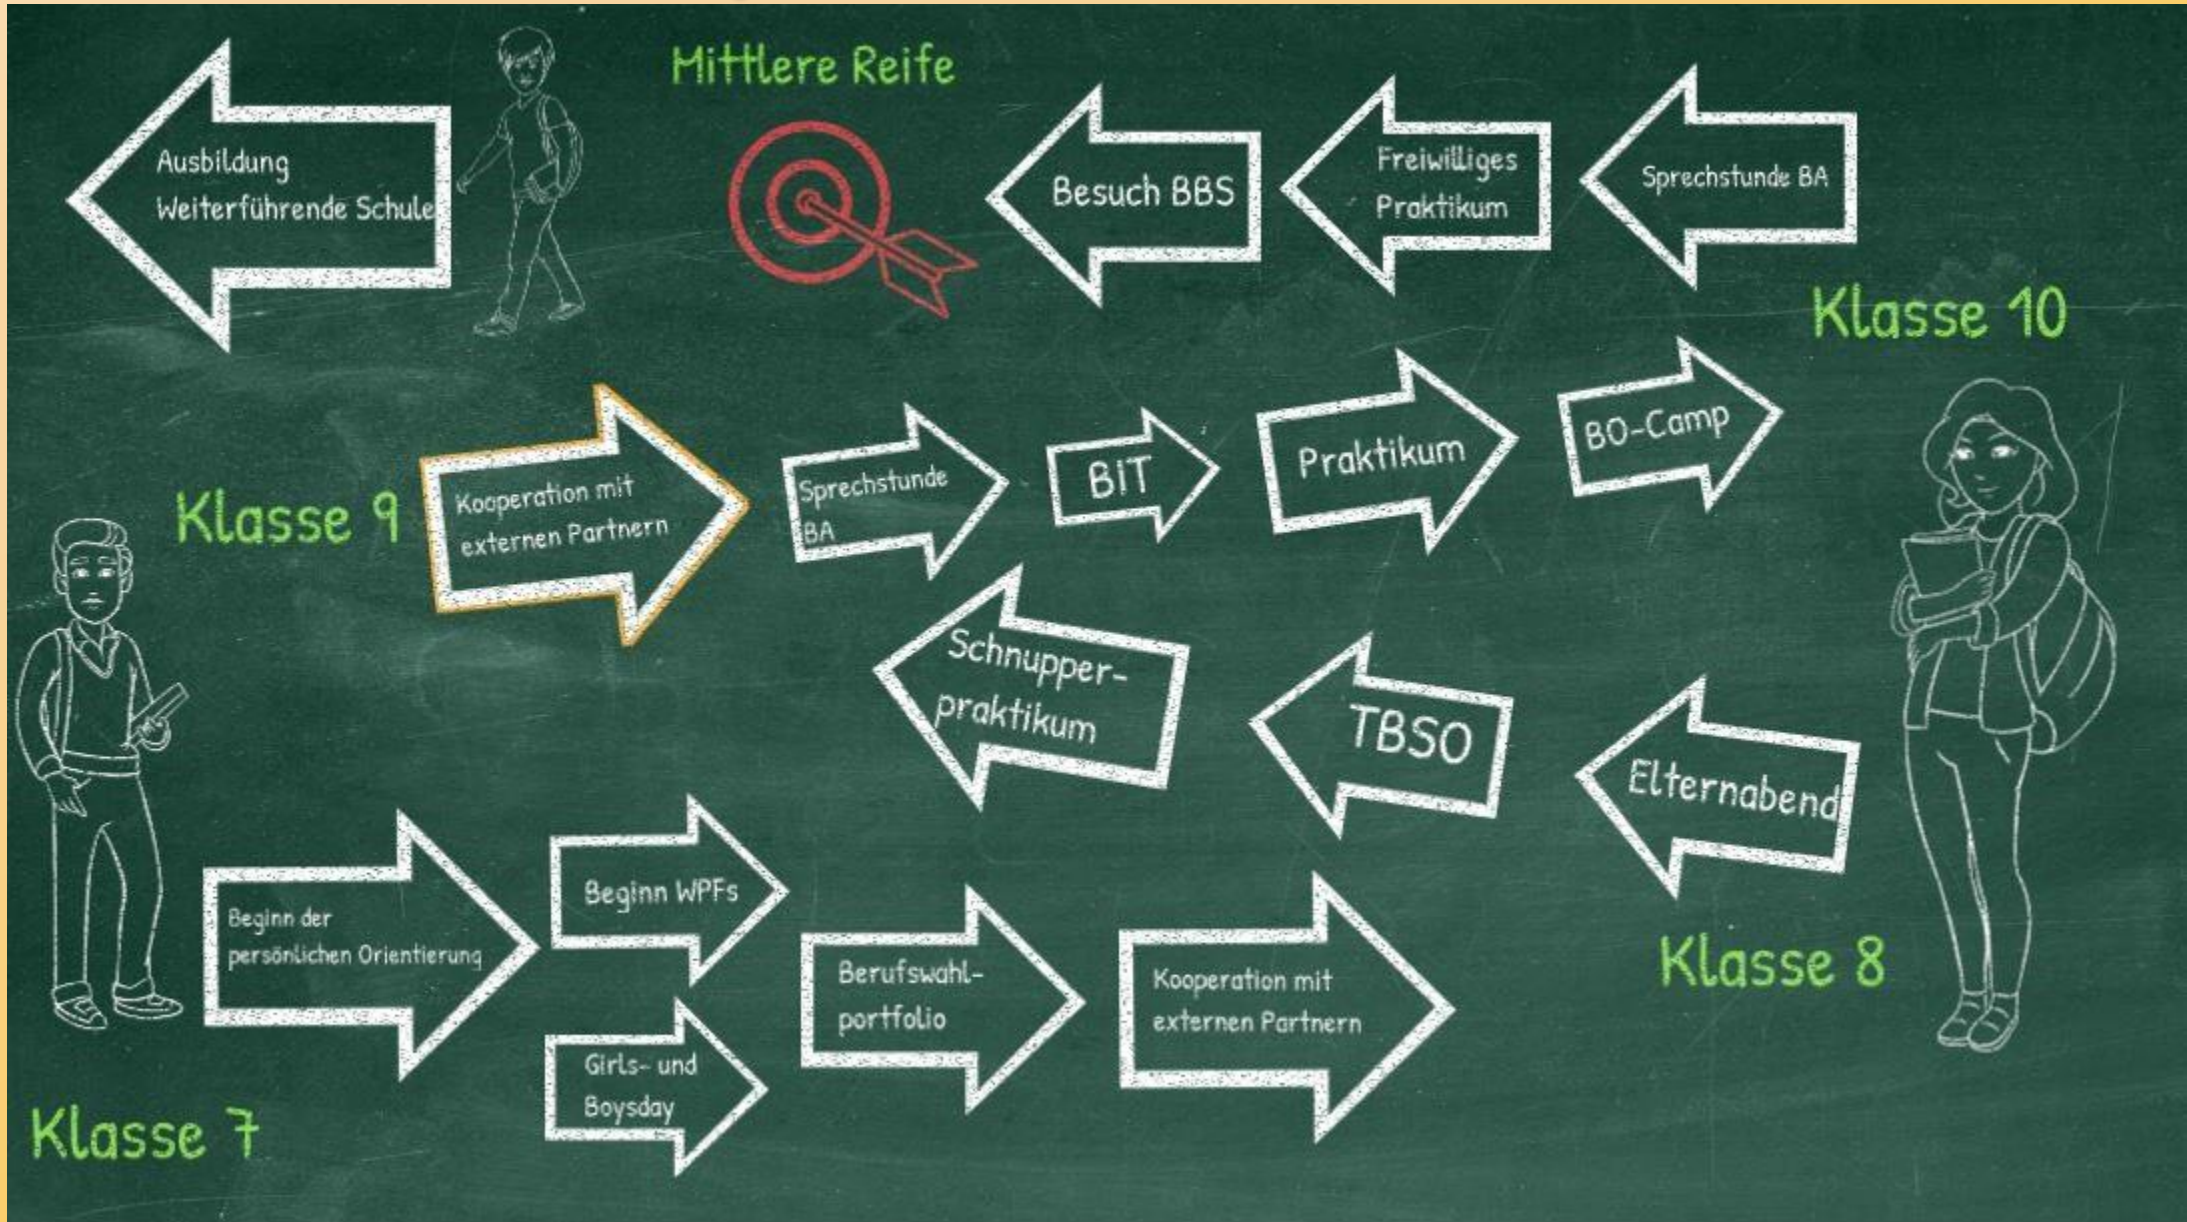 Mittlere Reife
Ausbildung
Weiterführende Schule
Besuch BBS
Freiwilliges
Praktikum
Sprechstunde BA
Klasse 10
Klasse 9
Kooperation mit
externen Partnern
Sprechstunde
BA
BIT
Praktikum
BO-Camp
Schnupper-
praktikum
TBSO
Elternabend
Klasse 8
Beginn der
persönlichen Orientierung
Beginn WPFs
Girls- und
Boysday
Berufswahl-
portfolio
Kooperation mit
externen Partnern
Klasse 7